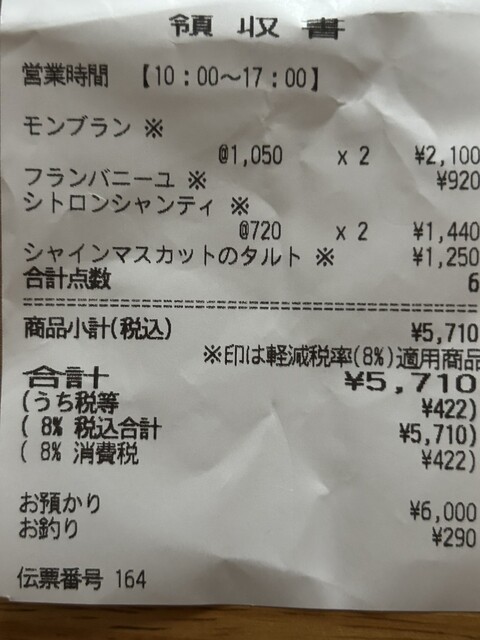 領収書
営業時間 【10:00〜17:00】
モンブラン ※
@1,050 x 2 ¥2,100
フランバニーユ ※ ¥920
シトロンシャンティ ※
@720 x 2 ¥1,440
シャインマスカットのタルト ※ ¥1,250
合計点数 6
商品小計(税込) ¥5,710
※印は軽減税率(8%)適用商品
合計 ¥5,710
(うち税等 ¥422)
( 8% 税込合計 ¥5,710)
( 8% 消費税 ¥422)
お預かり ¥6,000
お釣り ¥290
伝票番号 164